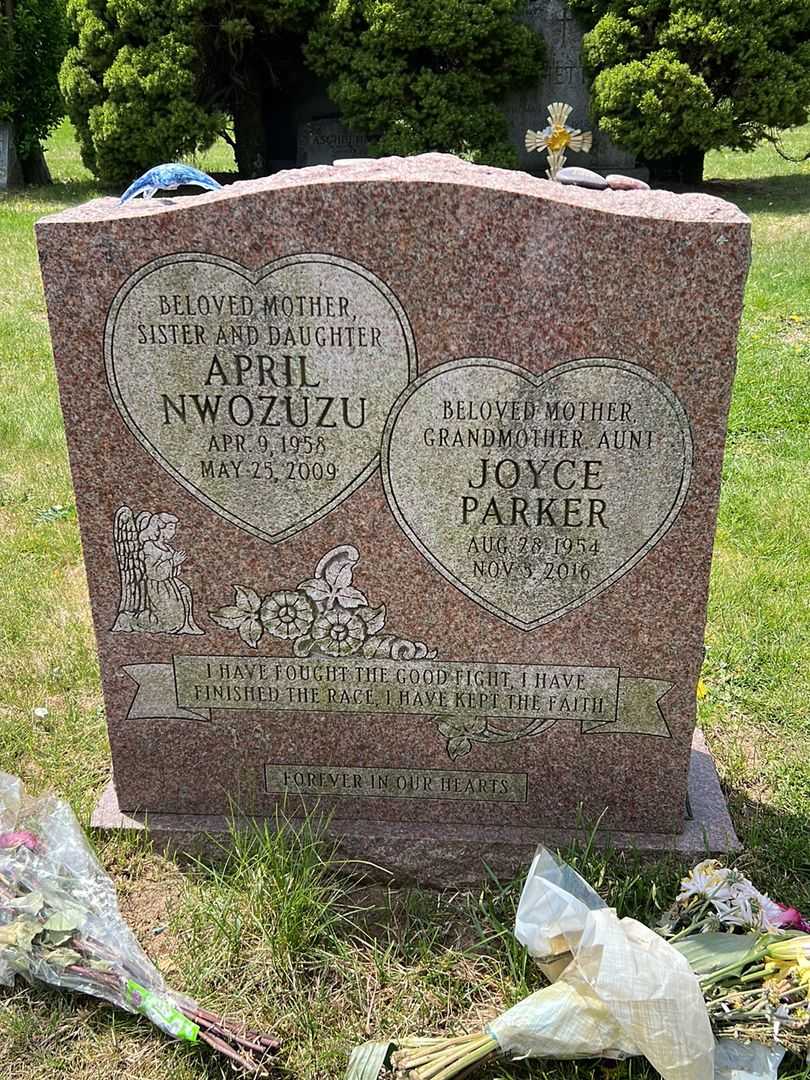 BELOVED MOTHER,
SISTER AND DAUGHTER
APRIL
NWOZUZU
APR. 9, 1958
MAY 25, 2009
BELOVED MOTHER,
GRANDMOTHER, AUNT
JOYCE
PARKER
AUG. 28, 1954
NOV. 5, 2016
I HAVE FOUGHT THE GOOD FIGHT, I HAVE
FINISHED THE RACE, I HAVE KEPT THE FAITH
FOREVER IN OUR HEARTS